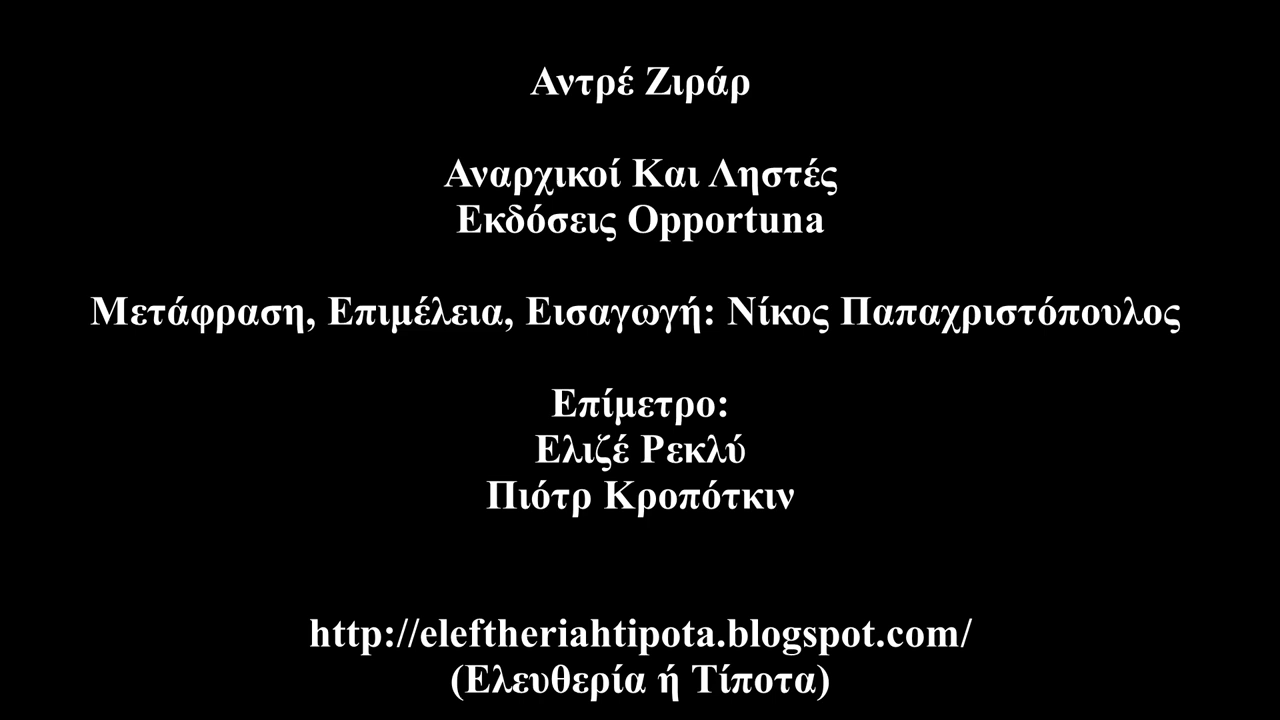 Αντρέ Ζιράρ
Αναρχικοί Και Ληστές
Εκδόσεις Opportuna
Μετάφραση, Επιμέλεια, Εισαγωγή: Νίκος Παπαχριστόπουλος
Επίμετρο:
Ελιζέ Ρεκλύ
Πιότρ Κροπότκιν
http://eleftheriahtipota.blogspot.com/
(Ελευθερία ή Τίποτα)